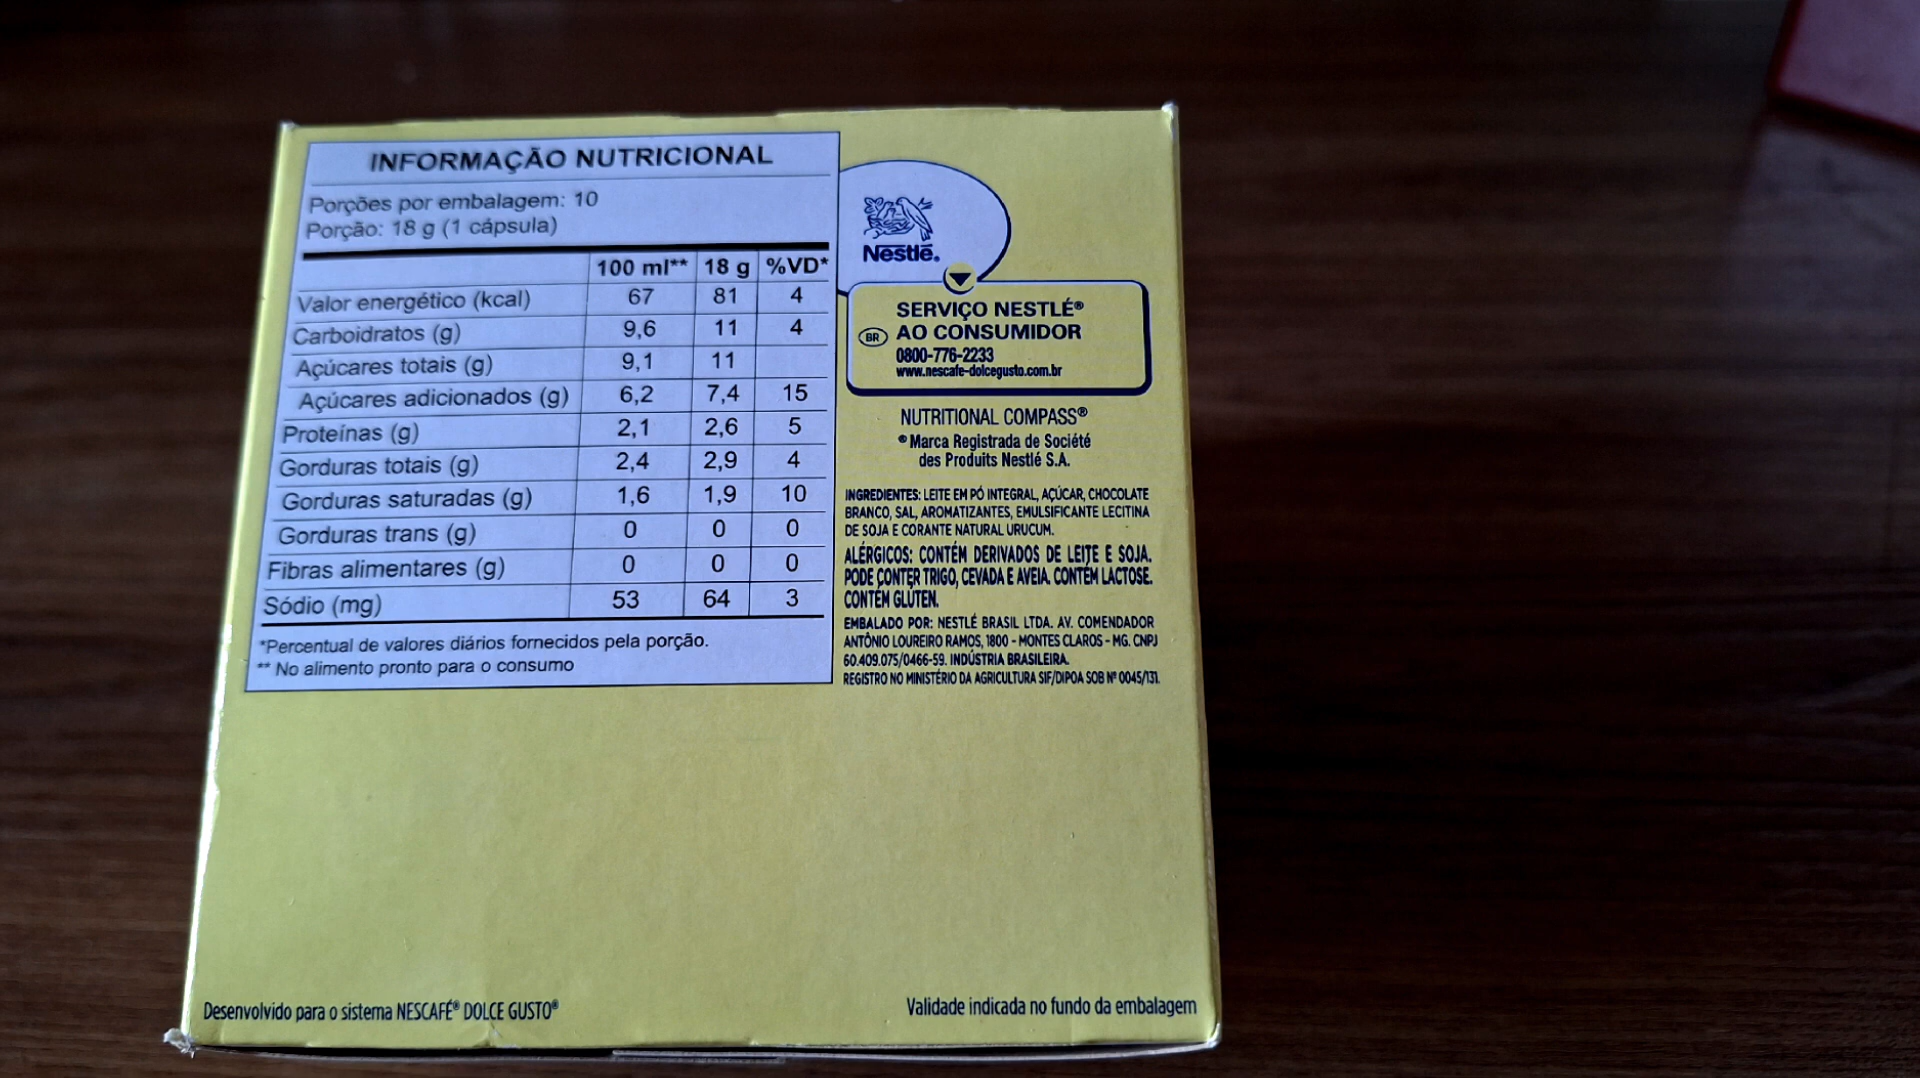 INFORMAÇÃO NUTRICIONAL
Porções por embalagem: 10
Porção: 18 g (1 cápsula)
100 ml** 18 g %VD*
Valor energético (kcal) 67 81 4
Carboidratos (g) 9,6 11 4
Açúcares totais (g) 9,1 11
Açúcares adicionados (g) 6,2 7,4 15
Proteínas (g) 2,1 2,6 5
Gorduras totais (g) 2,4 2,9 4
Gorduras saturadas (g) 1,6 1,9 10
Gorduras trans (g) 0 0 0
Fibras alimentares (g) 0 0 0
Sódio (mg) 53 64 3
*Percentual de valores diários fornecidos pela porção.
** No alimento pronto para o consumo
Nestlé.
SERVIÇO NESTLÉ®
BR AO CONSUMIDOR
0800-776-2233
www.nescafe-dolcegusto.com.br
NUTRITIONAL COMPASS®
® Marca Registrada de Société
des Produits Nestlé S.A.
INGREDIENTES: LEITE EM PÓ INTEGRAL, AÇÚCAR, CHOCOLATE
BRANCO, SAL, AROMATIZANTES, EMULSIFICANTE LECITINA
DE SOJA E CORANTE NATURAL URUCUM.
ALÉRGICOS: CONTÉM DERIVADOS DE LEITE E SOJA.
PODE CONTER TRIGO, CEVADA E AVEIA. CONTÉM LACTOSE.
CONTÉM GLÚTEN.
EMBALADO POR: NESTLÉ BRASIL LTDA. AV. COMENDADOR
ANTÔNIO LOUREIRO RAMOS, 1800 - MONTES CLAROS - MG. CNPJ
60.409.075/0466-59. INDÚSTRIA BRASILEIRA.
REGISTRO NO MINISTÉRIO DA AGRICULTURA SIF/DIPOA SOB Nº 0045/131.
Desenvolvido para o sistema NESCAFÉ® DOLCE GUSTO®
Validade indicada no fundo da embalagem